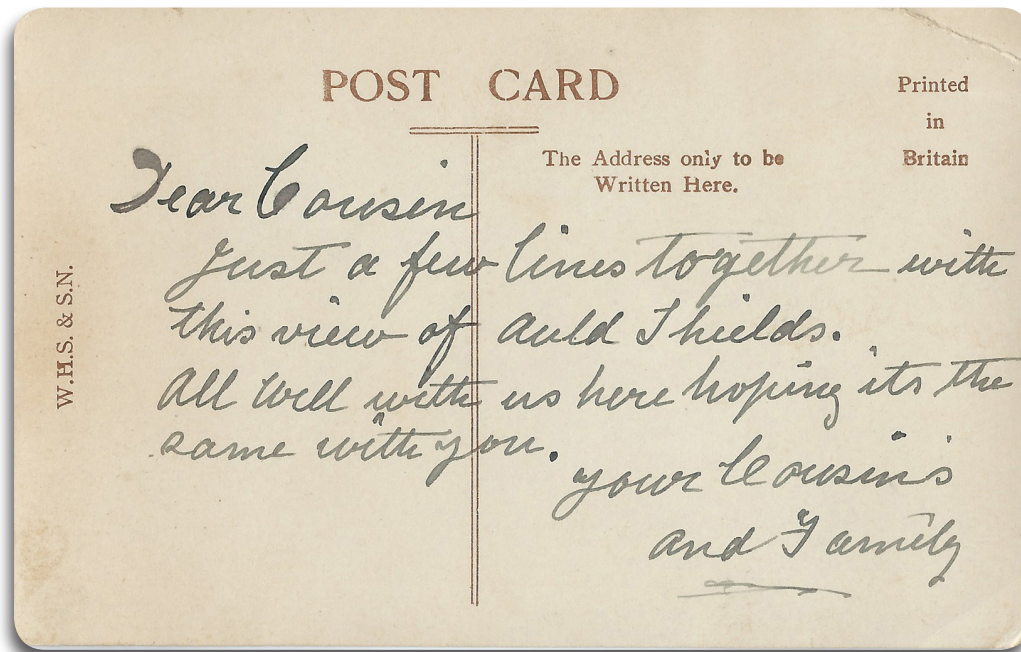 POST CARD
Printed
in
Britain
The Address only to be
Written Here.
W.H.S. & S.N.
Dear Cousin
Just a few lines together with
this view of Auld Shields.
All Well with us here hoping its the
same with you.
your Cousin's
and Family